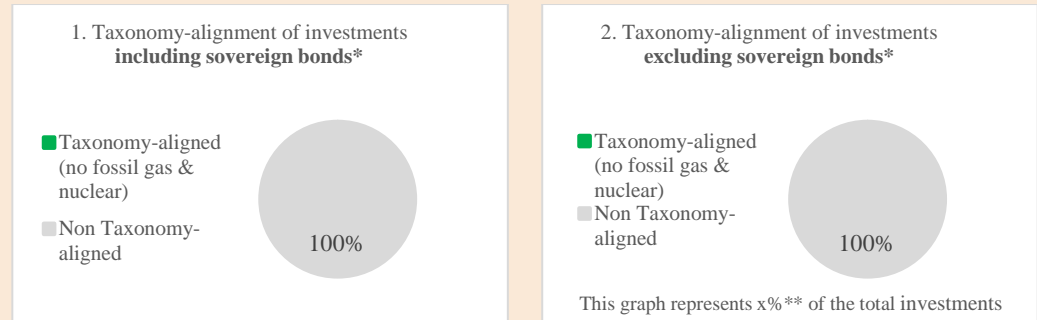 1. Taxonomy-alignment of investments
including sovereign bonds*
Taxonomy-aligned
(no fossil gas &
nuclear)
Non Taxonomy-
aligned
100%
2. Taxonomy-alignment of investments
excluding sovereign bonds*
Taxonomy-aligned
(no fossil gas &
nuclear)
Non Taxonomy-
aligned
100%
This graph represents x%** of the total investments